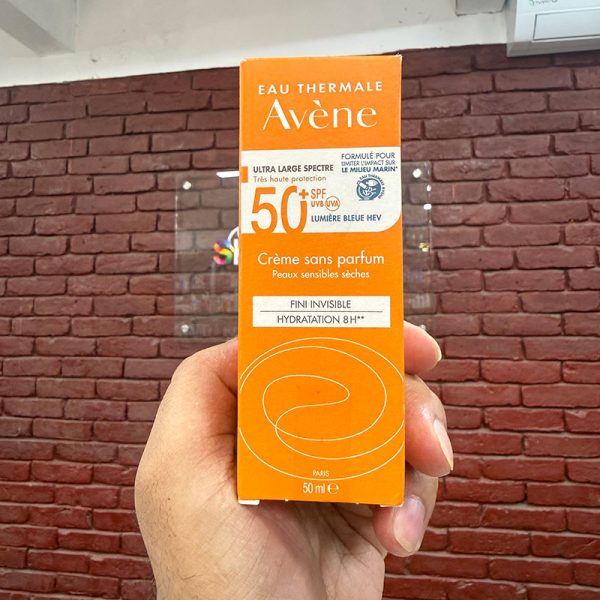 EAU THERMALE
Avène
ULTRA LARGE SPECTRE
Très haute protection
50+ SPF
UVB UVA
LUMIÈRE BLEUE HEV
FORMULÉ POUR
LIMITER L'IMPACT SUR
LE MILIEU MARIN*
Crème sans parfum
Peaux sensibles sèches
FINI INVISIBLE
HYDRATATION 8H**
PARIS
50 ml ℮